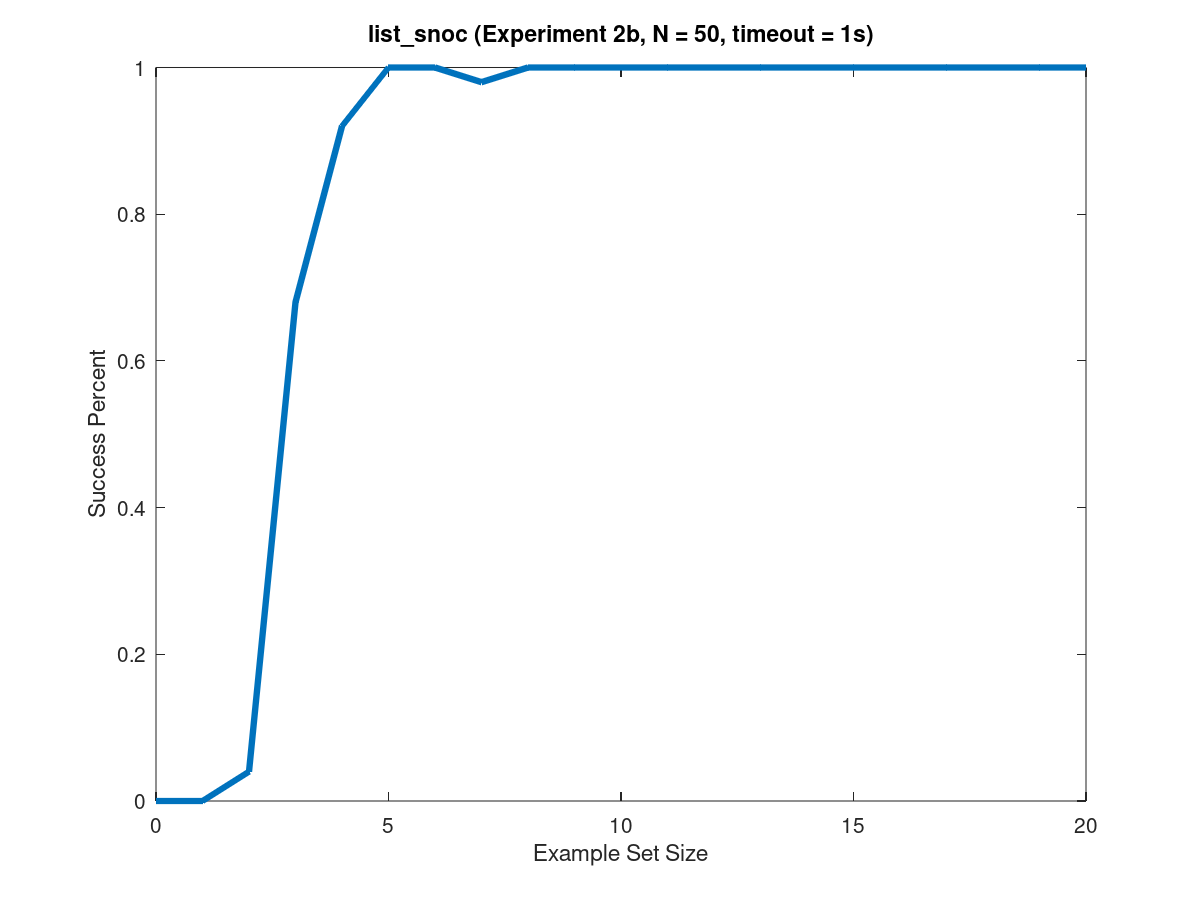 list_snoc (Experiment 2b, N = 50, timeout = 1s)
1
0.8
0.6
0.4
0.2
0
Success Percent
0 5 10 15 20
Example Set Size